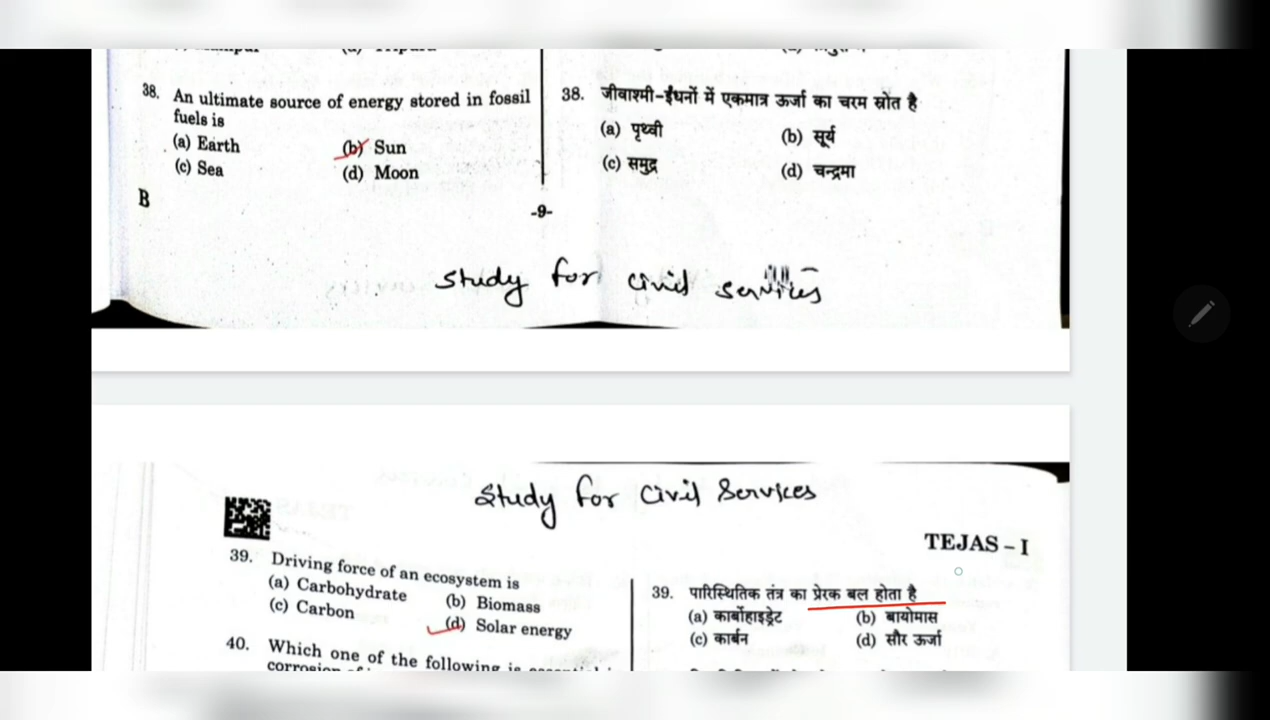 38. An ultimate source of energy stored in fossil
fuels is
(a) Earth (b) Sun
(c) Sea (d) Moon
B
38. जीवाश्मी-ईंधनों में एकमात्र ऊर्जा का चरम स्रोत है
(a) पृथ्वी (b) सूर्य
(c) समुद्र (d) चन्द्रमा
-9-
Study for civil services
Study for Civil Services
TEJAS – I
39. Driving force of an ecosystem is
(a) Carbohydrate (b) Biomass
(c) Carbon (d) Solar energy
40. Which one of the following is
39. पारिस्थितिक तंत्र का प्रेरक बल होता है
(a) कार्बोहाइड्रेट (b) बायोमास
(c) कार्बन (d) सौर ऊर्जा